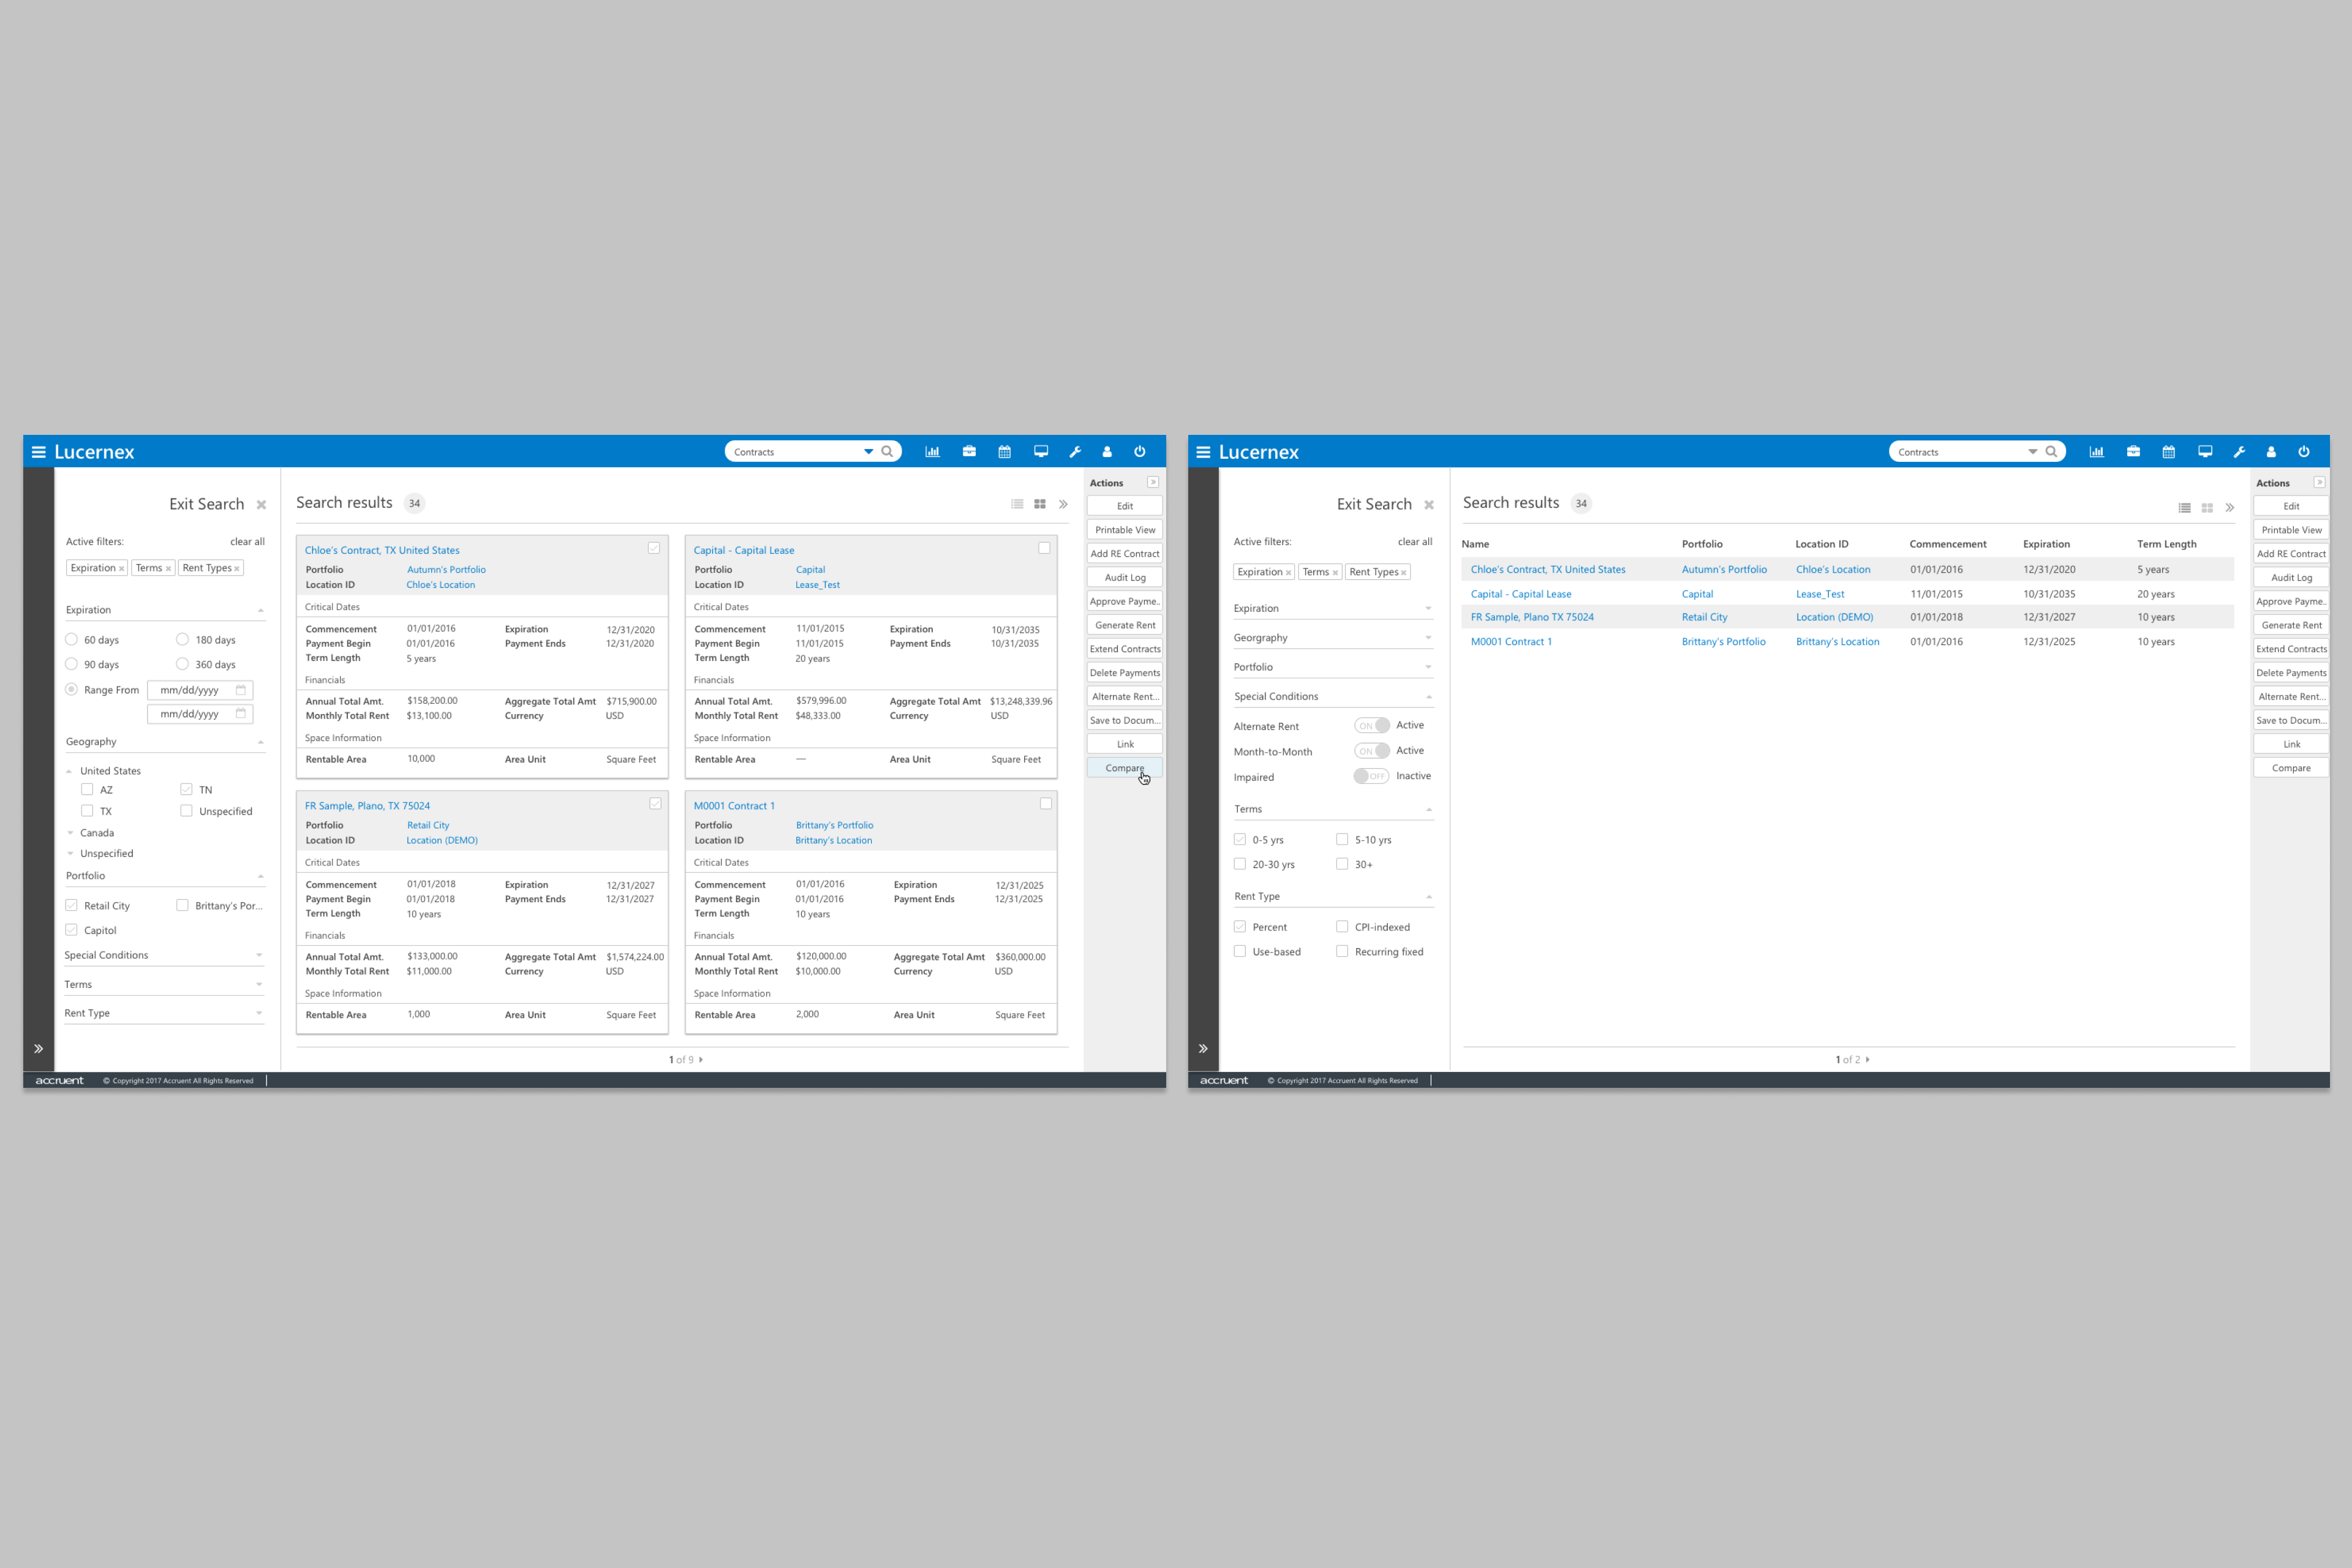 Lucernex
Contracts
Exit Search
Active filters: clear all
Expiration Terms Rent Types
Expiration
60 days 180 days
90 days 360 days
Range From mm/dd/yyyy
mm/dd/yyyy
Geography
United States
AZ TN
TX Unspecified
Canada
Unspecified
Portfolio
Retail City Brittany's Por...
Capitol
Special Conditions
Terms
Rent Type
Search results 34
Chloe's Contract, TX United States
Portfolio Autumn's Portfolio
Location ID Chloe's Location
Critical Dates
Commencement 01/01/2016 Expiration 12/31/2020
Payment Begin 01/01/2016 Payment Ends 12/31/2020
Term Length 5 years
Financials
Annual Total Amt. $158,200.00 Aggregate Total Amt $715,900.00
Monthly Total Rent $13,100.00 Currency USD
Space Information
Rentable Area 10,000 Area Unit Square Feet
Capital - Capital Lease
Portfolio Capital
Location ID Lease_Test
Critical Dates
Commencement 11/01/2015 Expiration 10/31/2035
Payment Begin 11/01/2015 Payment Ends 10/31/2035
Term Length 20 years
Financials
Annual Total Amt. $579,996.00 Aggregate Total Amt $13,248,339.96
Monthly Total Rent $48,333.00 Currency USD
Space Information
Rentable Area — Area Unit Square Feet
FR Sample, Plano, TX 75024
Portfolio Retail City
Location ID Location (DEMO)
Critical Dates
Commencement 01/01/2018 Expiration 12/31/2027
Payment Begin 01/01/2018 Payment Ends 12/31/2027
Term Length 10 years
Financials
Annual Total Amt. $133,000.00 Aggregate Total Amt $1,574,224.00
Monthly Total Rent $11,000.00 Currency USD
Space Information
Rentable Area 1,000 Area Unit Square Feet
M0001 Contract 1
Portfolio Brittany's Portfolio
Location ID Brittany's Location
Critical Dates
Commencement 01/01/2016 Expiration 12/31/2025
Payment Begin 01/01/2016 Payment Ends 12/31/2025
Term Length 10 years
Financials
Annual Total Amt. $120,000.00 Aggregate Total Amt $360,000.00
Monthly Total Rent $10,000.00 Currency USD
Space Information
Rentable Area 2,000 Area Unit Square Feet
1 of 9
Actions
Edit
Printable View
Add RE Contract
Audit Log
Approve Payme..
Generate Rent
Extend Contracts
Delete Payments
Alternate Rent...
Save to Docum...
Link
Compare
accruent © Copyright 2017 Accruent All Rights Reserved
Lucernex
Contracts
Exit Search
Active filters: clear all
Expiration Terms Rent Types
Expiration
Georgraphy
Portfolio
Special Conditions
Alternate Rent ON Active
Month-to-Month ON Active
Impaired OFF Inactive
Terms
0-5 yrs 5-10 yrs
20-30 yrs 30+
Rent Type
Percent CPI-indexed
Use-based Recurring fixed
Search results 34
Name Portfolio Location ID Commencement Expiration Term Length
Chloe's Contract, TX United States Autumn's Portfolio Chloe's Location 01/01/2016 12/31/2020 5 years
Capital - Capital Lease Capital Lease_Test 11/01/2015 10/31/2035 20 years
FR Sample, Plano TX 75024 Retail City Location (DEMO) 01/01/2018 12/31/2027 10 years
M0001 Contract 1 Brittany's Portfolio Brittany's Location 01/01/2016 12/31/2025 10 years
1 of 2
Actions
Edit
Printable View
Add RE Contract
Audit Log
Approve Payme..
Generate Rent
Extend Contracts
Delete Payments
Alternate Rent...
Save to Docum...
Link
Compare
accruent © Copyright 2017 Accruent All Rights Reserved